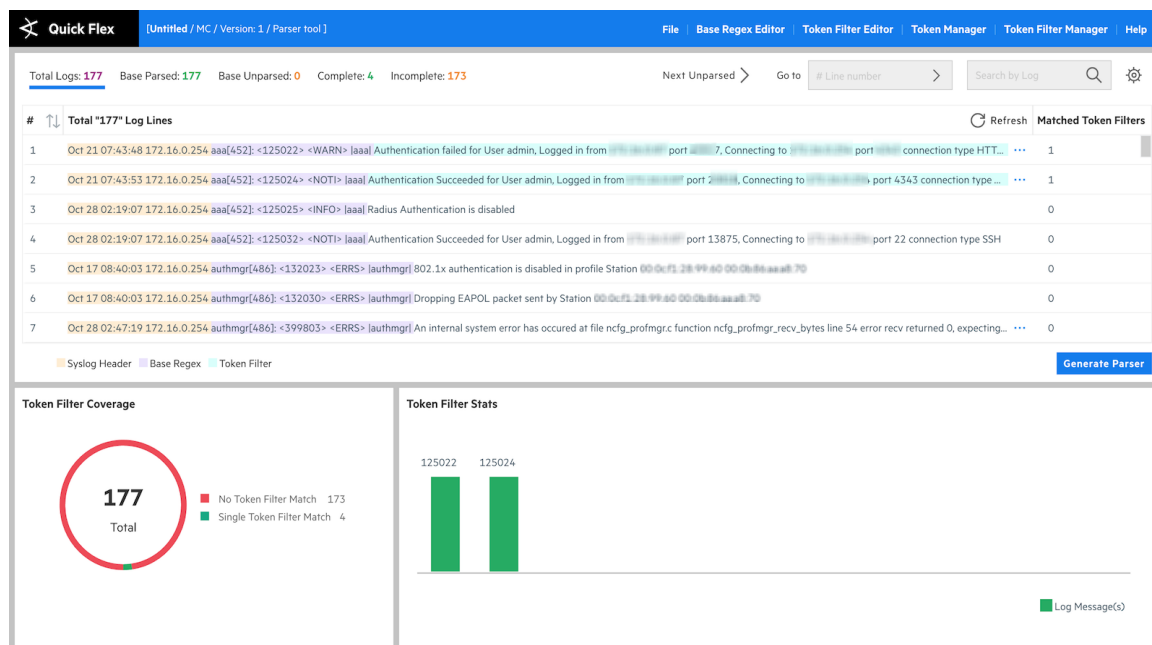 Quick Flex
[Untitled / MC / Version: 1 / Parser tool ]
File | Base Regex Editor | Token Filter Editor | Token Manager | Token Filter Manager | Help
Total Logs: 177 Base Parsed: 177 Base Unparsed: 0 Complete: 4 Incomplete: 173 Next Unparsed Go to # Line number Search by Log
# Total "177" Log Lines Refresh Matched Token Filters
1 Oct 21 07:43:48 172.16.0.254 aaa[452]: <125022> <WARN> |aaa| Authentication failed for User admin, Logged in from port 7, Connecting to port connection type HTT... ... 1
2 Oct 21 07:43:53 172.16.0.254 aaa[452]: <125024> <NOTI> |aaa| Authentication Succeeded for User admin, Logged in from port 2 , Connecting to port 4343 connection type ... ... 1
3 Oct 28 02:19:07 172.16.0.254 aaa[452]: <125025> <INFO> |aaa| Radius Authentication is disabled 0
4 Oct 28 02:19:07 172.16.0.254 aaa[452]: <125032> <NOTI> |aaa| Authentication Succeeded for User admin, Logged in from port 13875, Connecting to port 22 connection type SSH 0
5 Oct 17 08:40:03 172.16.0.254 authmgr[486]: <132023> <ERRS> |authmgr| 802.1x authentication is disabled in profile Station 0
6 Oct 17 08:40:03 172.16.0.254 authmgr[486]: <132030> <ERRS> |authmgr| Dropping EAPOL packet sent by Station 0
7 Oct 28 02:47:19 172.16.0.254 authmgr[486]: <399803> <ERRS> |authmgr| An internal system error has occured at file ncfg_profmgr.c function ncfg_profmgr_recv_bytes line 54 error recv returned 0, expecting... ... 0
Syslog Header Base Regex Token Filter Generate Parser
Token Filter Coverage
177
Total
No Token Filter Match 173
Single Token Filter Match 4
Token Filter Stats
125022 125024
Log Message(s)